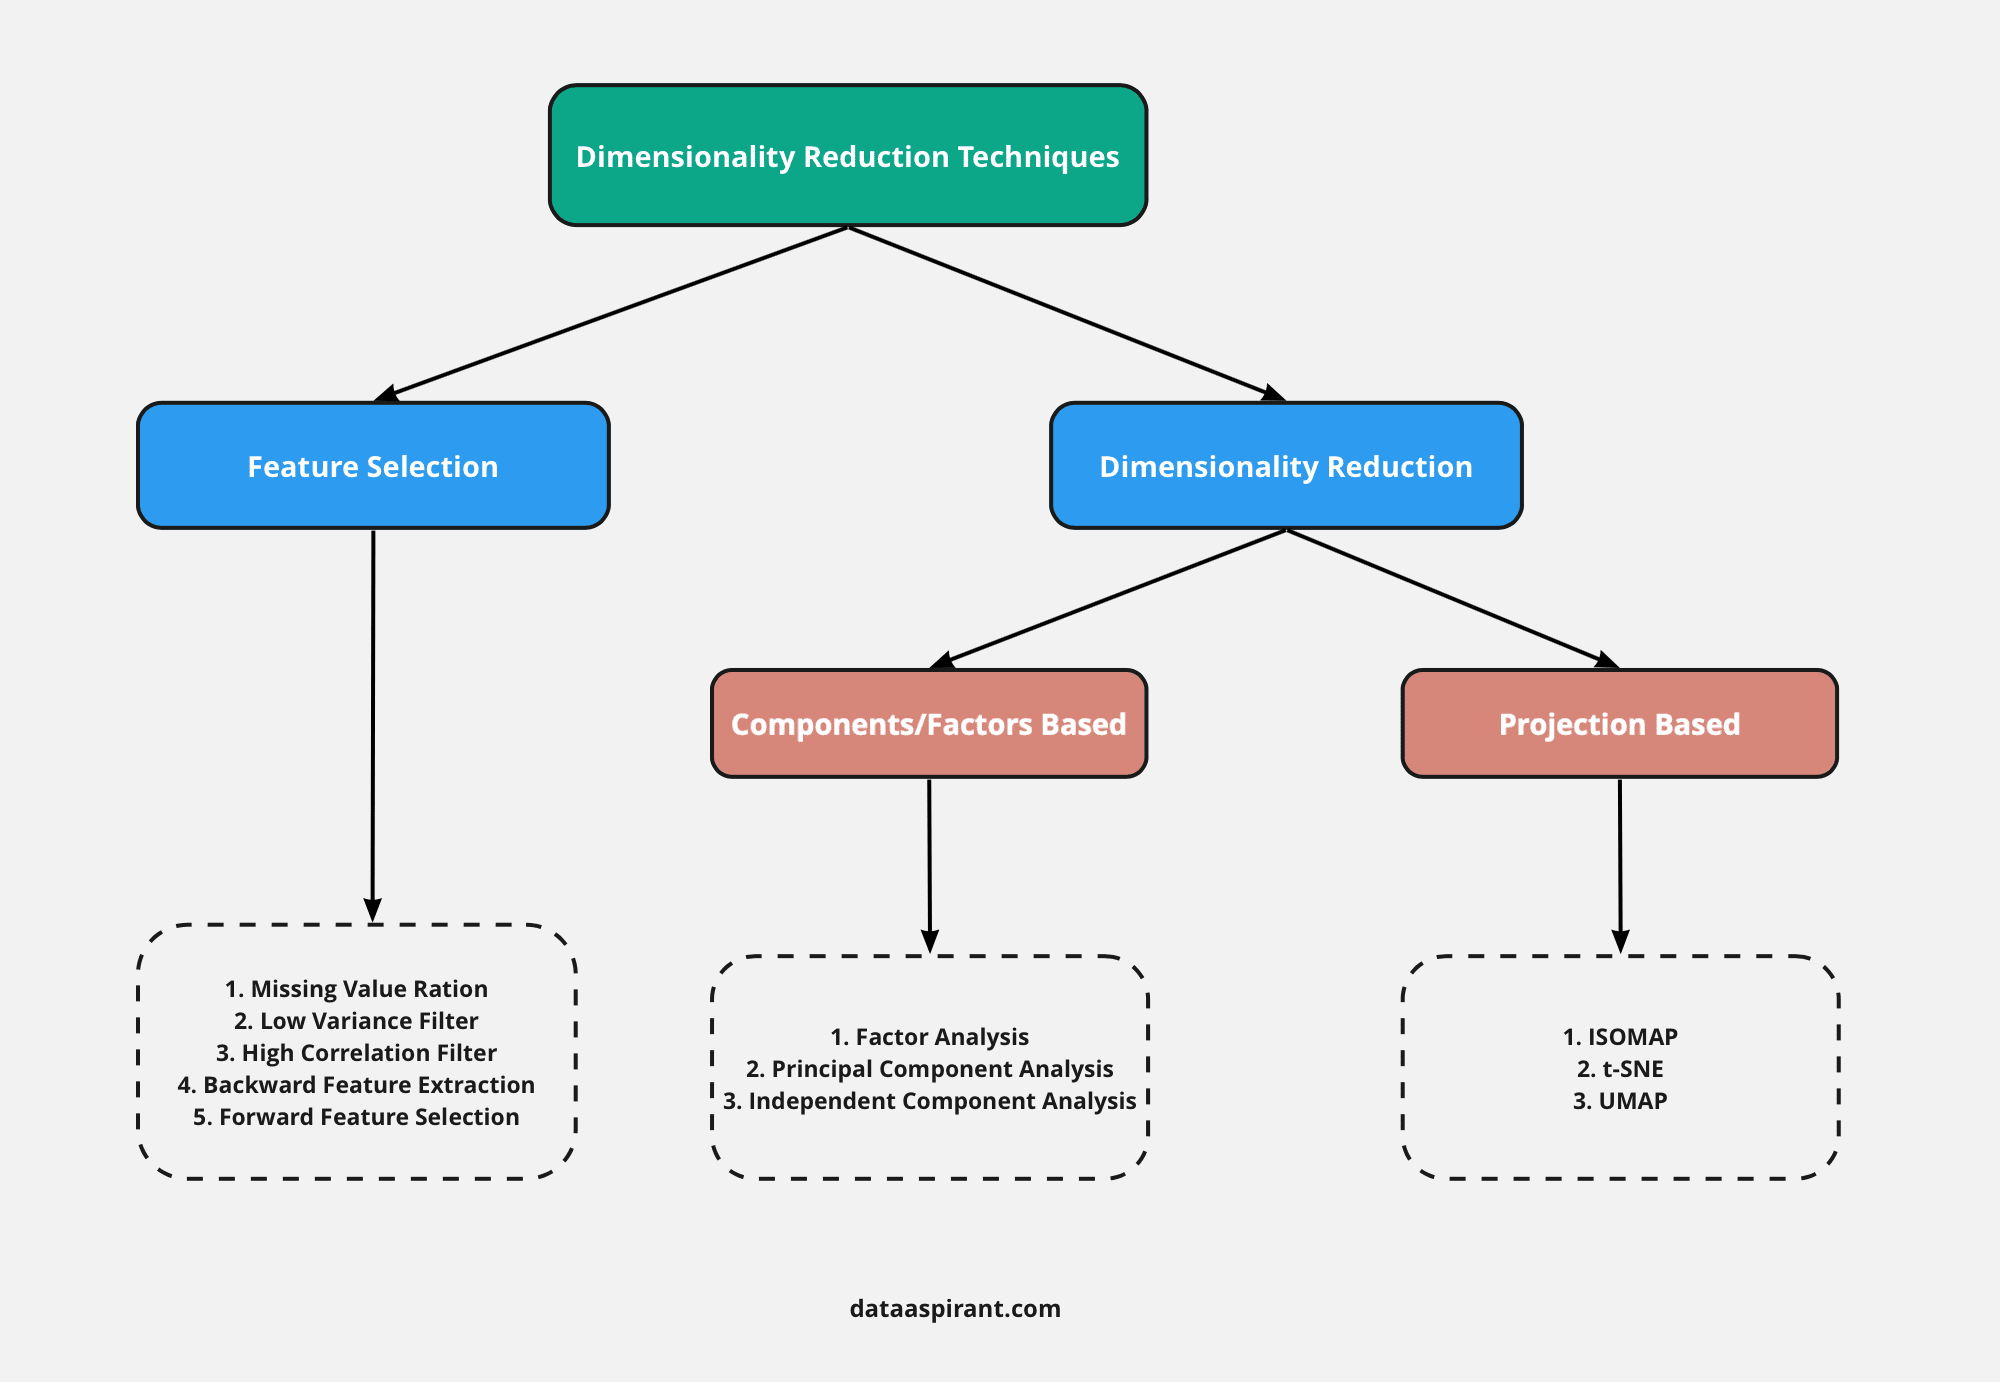 Dimensionality Reduction Techniques
Feature Selection
Dimensionality Reduction
Components/Factors Based
Projection Based
1. Missing Value Ration
2. Low Variance Filter
3. High Correlation Filter
4. Backward Feature Extraction
5. Forward Feature Selection
1. Factor Analysis
2. Principal Component Analysis
3. Independent Component Analysis
1. ISOMAP
2. t-SNE
3. UMAP
dataaspirant.com